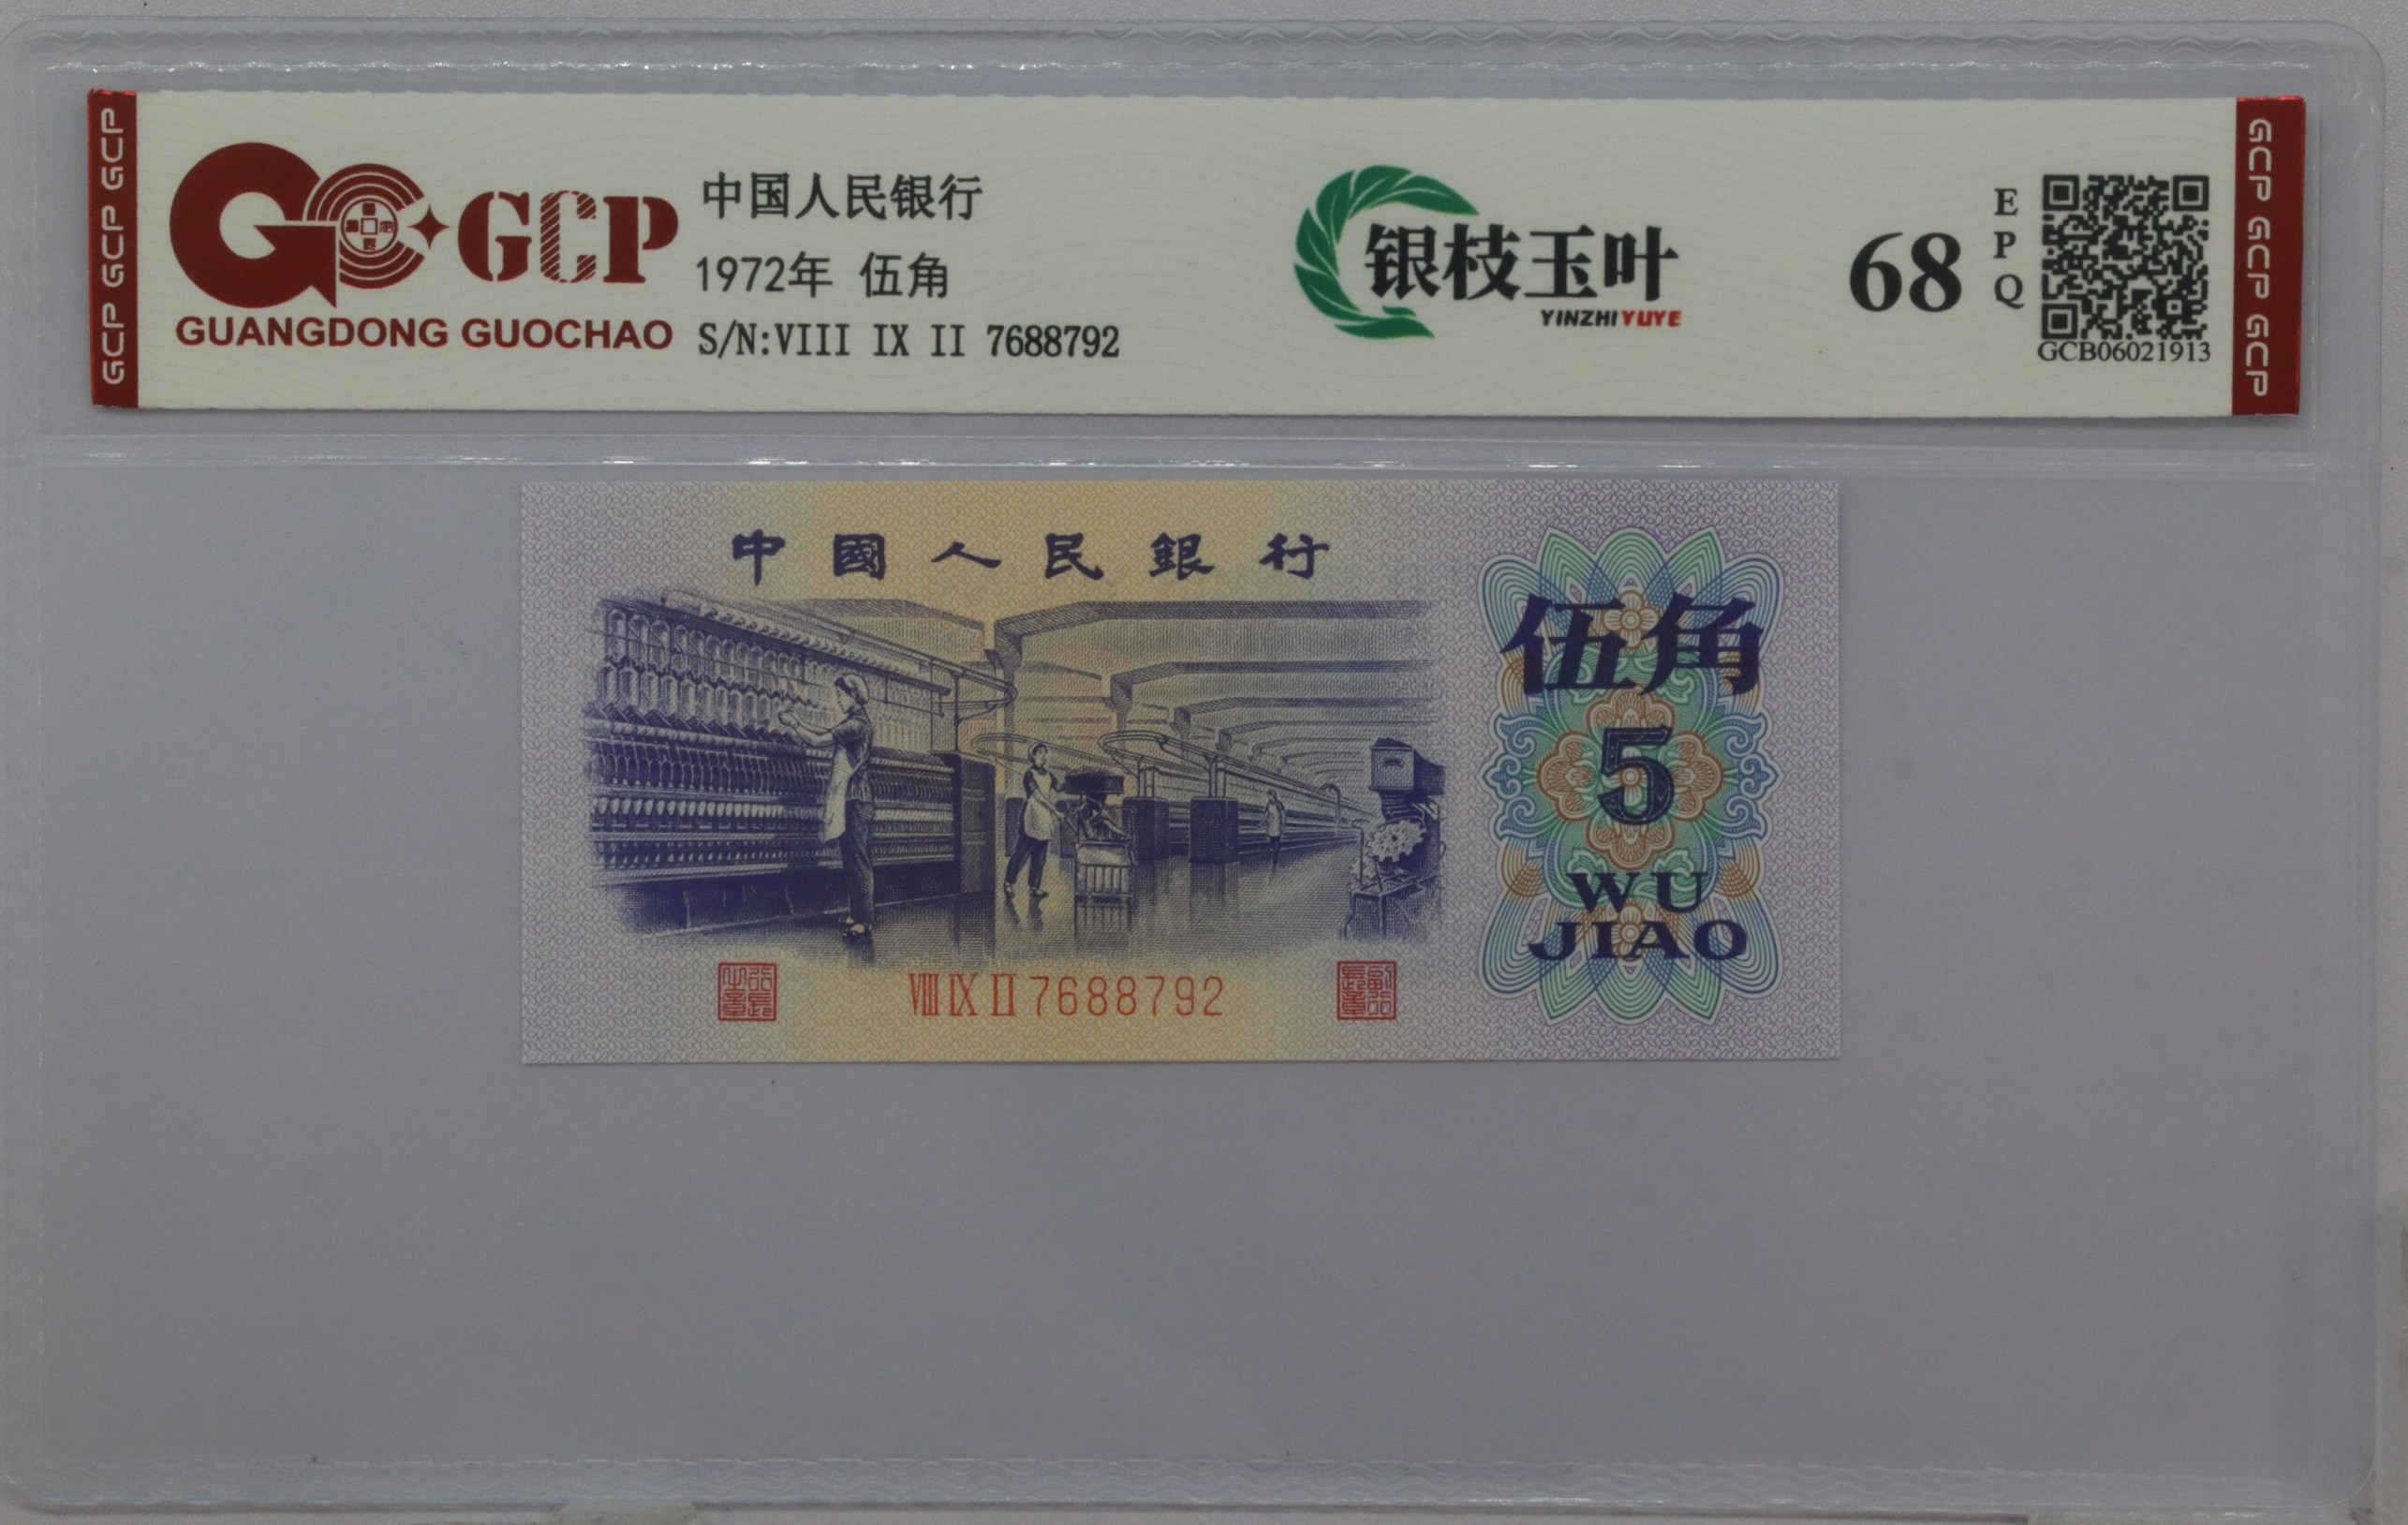 GCP GCP GCP
GCP
GUANGDONG GUOCHAO
中国人民银行
1972年 伍角
S/N:VIII IX II 7688792
银枝玉叶
YINZHI YUYE
68
EPQ
GCB06021913
GCP GCP GCP
中國人民銀行
伍角
5
WU
JIAO
VIII IX II 7688792